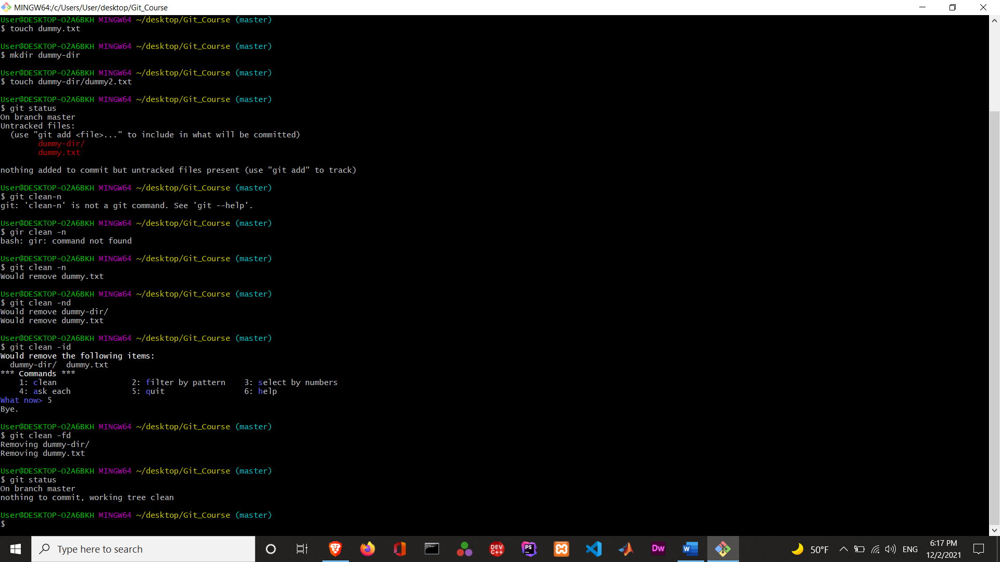 MINGW64:/c/Users/User/desktop/Git_Course
User@DESKTOP-O2A6BKH MINGW64 ~/desktop/Git_Course (master)
$ touch dummy.txt
User@DESKTOP-O2A6BKH MINGW64 ~/desktop/Git_Course (master)
$ mkdir dummy-dir
User@DESKTOP-O2A6BKH MINGW64 ~/desktop/Git_Course (master)
$ touch dummy-dir/dummy2.txt
User@DESKTOP-O2A6BKH MINGW64 ~/desktop/Git_Course (master)
$ git status
On branch master
Untracked files:
  (use "git add <file>..." to include in what will be committed)
        dummy-dir/
        dummy.txt
nothing added to commit but untracked files present (use "git add" to track)
User@DESKTOP-O2A6BKH MINGW64 ~/desktop/Git_Course (master)
$ git clean-n
git: 'clean-n' is not a git command. See 'git --help'.
User@DESKTOP-O2A6BKH MINGW64 ~/desktop/Git_Course (master)
$ gir clean -n
bash: gir: command not found
User@DESKTOP-O2A6BKH MINGW64 ~/desktop/Git_Course (master)
$ git clean -n
Would remove dummy.txt
User@DESKTOP-O2A6BKH MINGW64 ~/desktop/Git_Course (master)
$ git clean -nd
Would remove dummy-dir/
Would remove dummy.txt
User@DESKTOP-O2A6BKH MINGW64 ~/desktop/Git_Course (master)
$ git clean -id
Would remove the following items:
  dummy-dir/  dummy.txt
*** Commands ***
    1: clean                2: filter by pattern    3: select by numbers
    4: ask each             5: quit                 6: help
What now> 5
Bye.
User@DESKTOP-O2A6BKH MINGW64 ~/desktop/Git_Course (master)
$ git clean -fd
Removing dummy-dir/
Removing dummy.txt
User@DESKTOP-O2A6BKH MINGW64 ~/desktop/Git_Course (master)
$ git status
On branch master
nothing to commit, working tree clean
User@DESKTOP-O2A6BKH MINGW64 ~/desktop/Git_Course (master)
$
Type here to search
DEV C++
PS
Dw
W
50°F
ENG
6:17 PM
12/2/2021